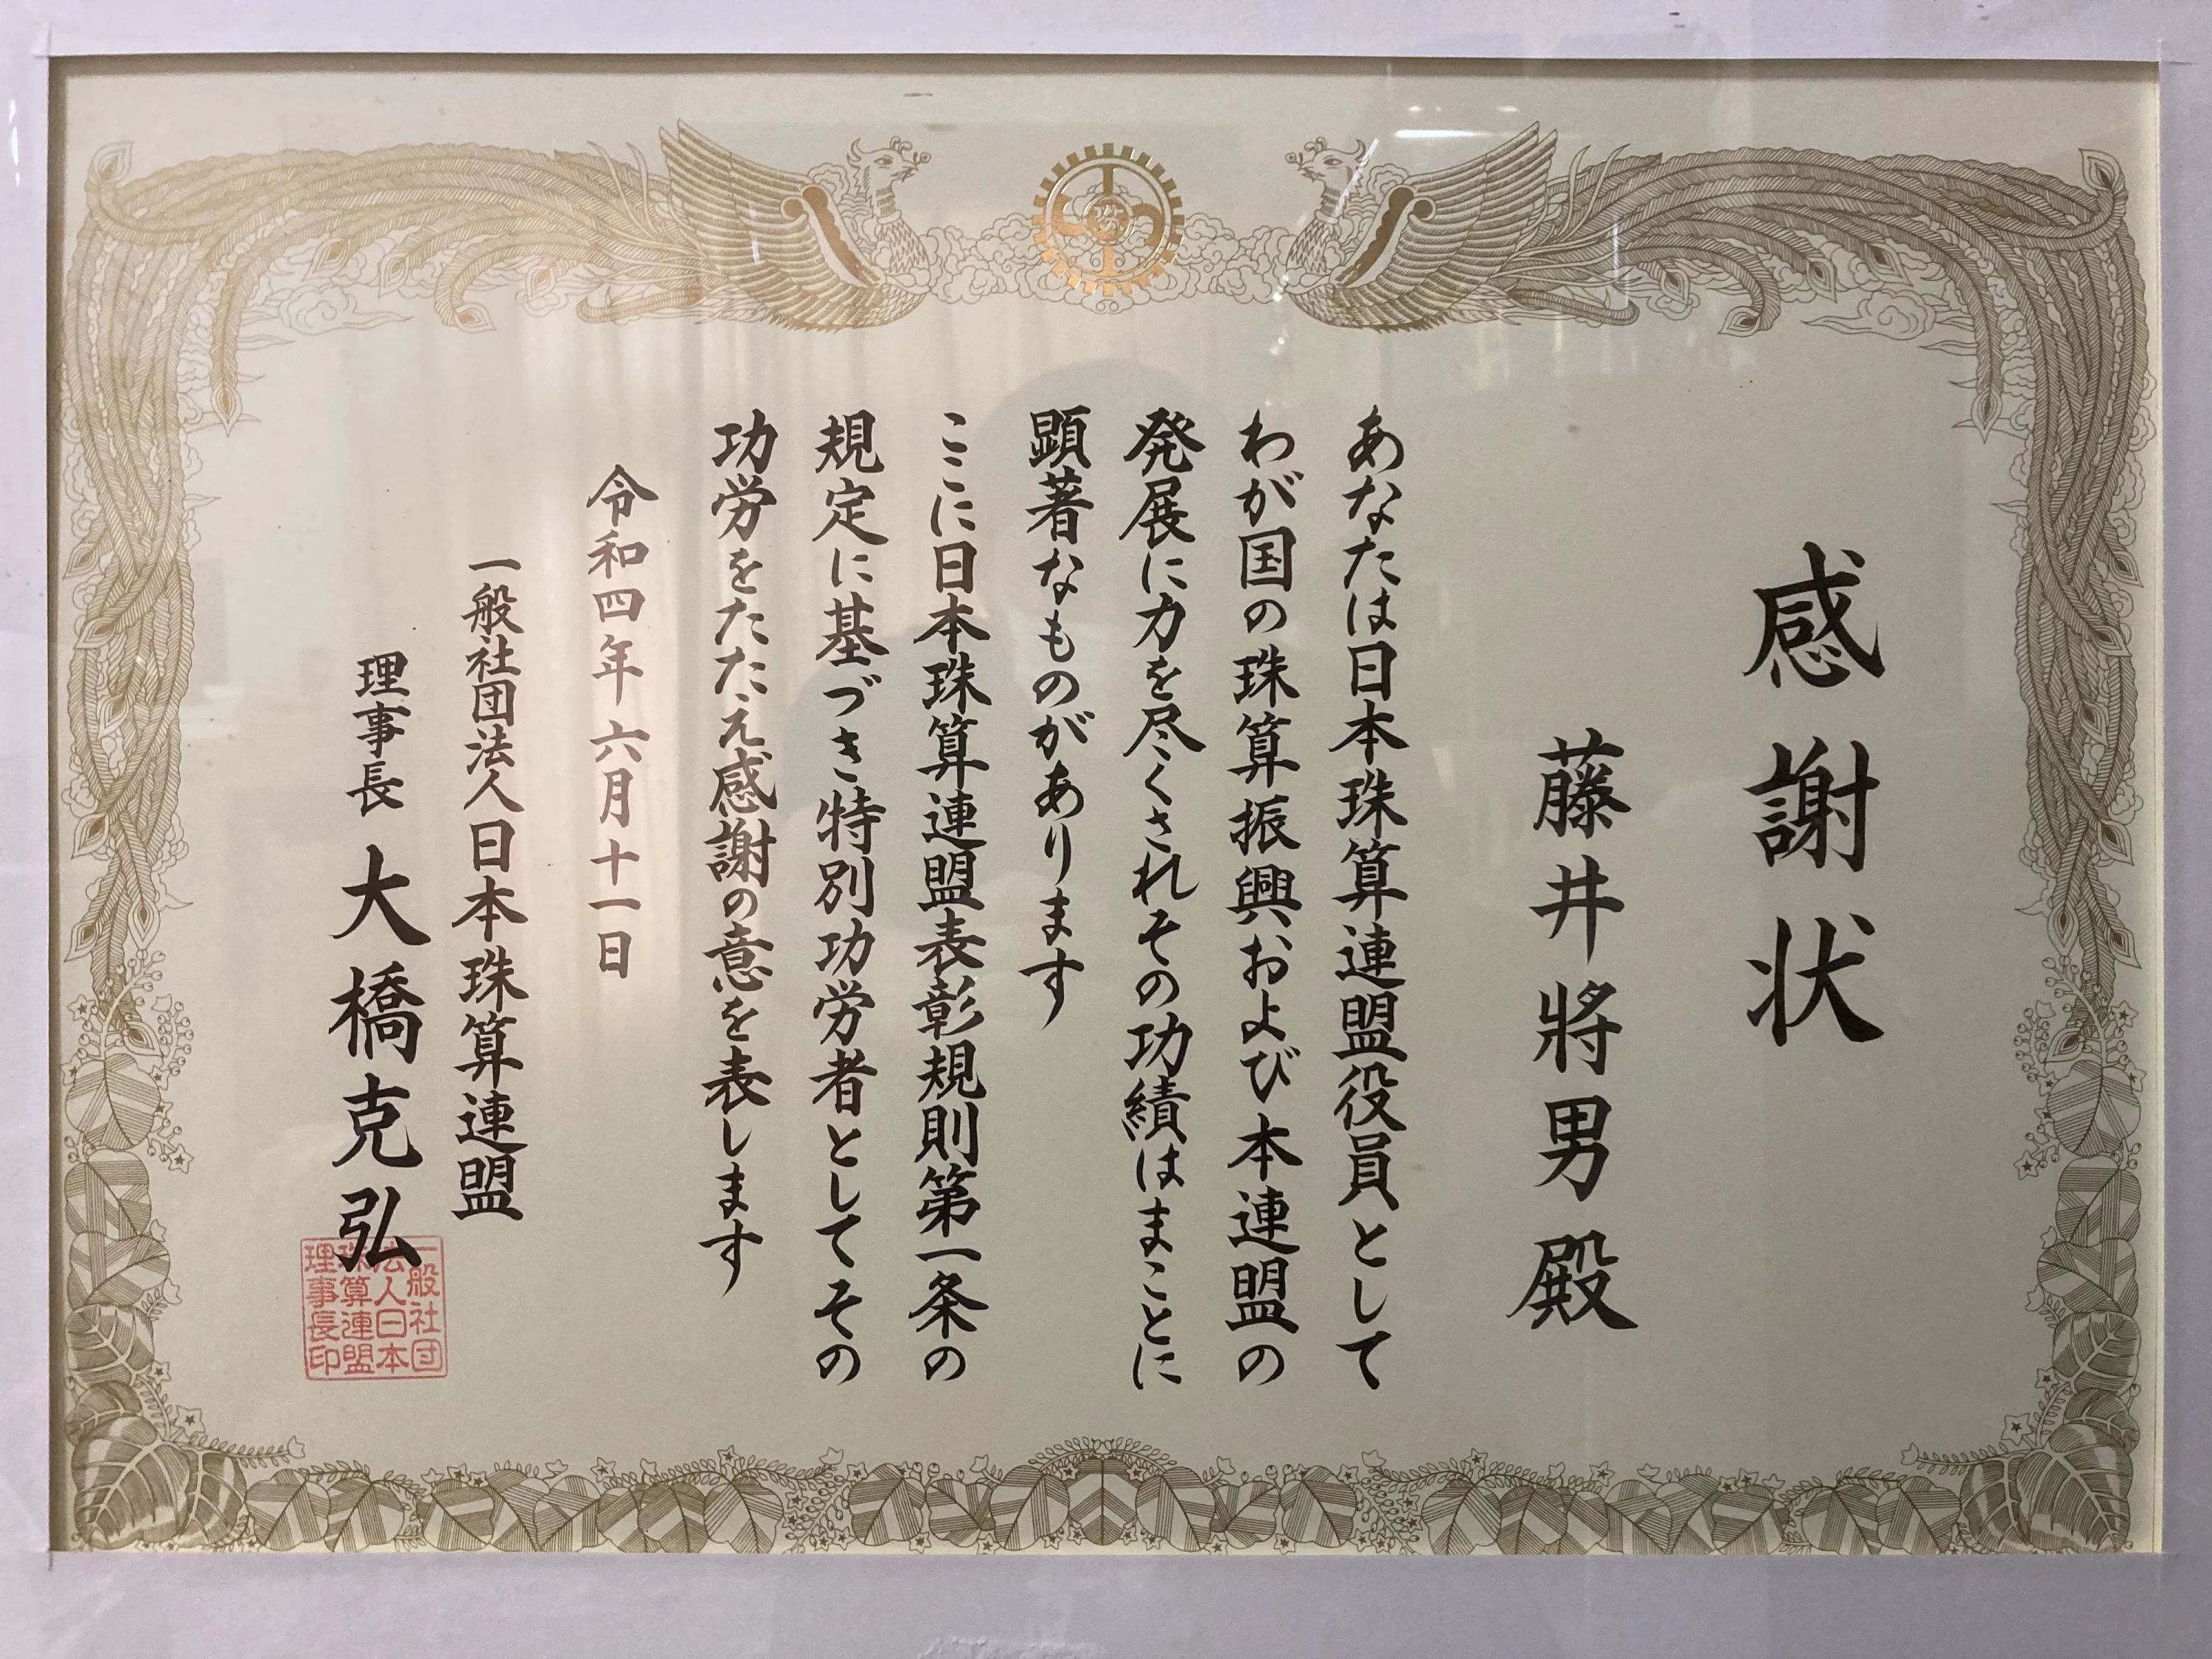 感謝状
藤井將男殿
あなたは日本珠算連盟役員として
わが国の珠算振興および本連盟の
発展に力を尽くされその功績はまことに
顕著なものがあります
ここに日本珠算連盟表彰規則第一条の
規定に基づき特別功労者としてその
功労をたたえ感謝の意を表します
令和四年六月十一日
一般社団法人日本珠算連盟
理事長 大橋克弘
一般社団
法人日本
珠算連盟
理事長印